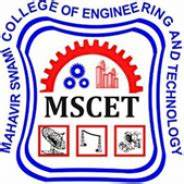 MAHAVIR SWAMI COLLEGE OF ENGINEERING AND TECHNOLOGY
MSCET